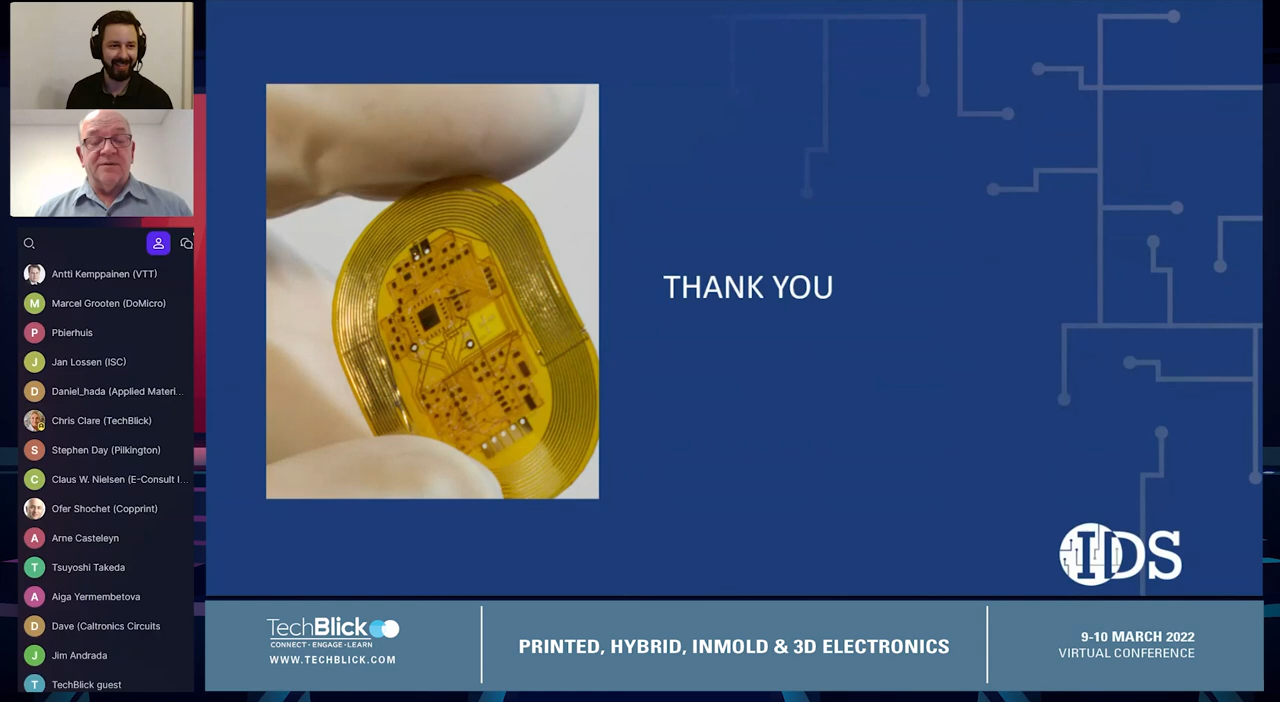 Antti Kemppainen (VTT)
M
Marcel Grooten (DoMicro)
P
Pbierhuis
J
Jan Lossen (ISC)
D
Daniel_hada (Applied Materi...
Chris Clare (TechBlick)
S
Stephen Day (Pilkington)
C
Claus W. Nielsen (E-Consult I...
Ofer Shochet (Copprint)
A
Arne Casteleyn
T
Tsuyoshi Takeda
A
Aiga Yermembetova
D
Dave (Caltronics Circuits
J
Jim Andrada
T
TechBlick guest
THANK YOU
IDS
TechBlick
CONNECT • ENGAGE • LEARN
WWW.TECHBLICK.COM
PRINTED, HYBRID, INMOLD & 3D ELECTRONICS
9-10 MARCH 2022
VIRTUAL CONFERENCE